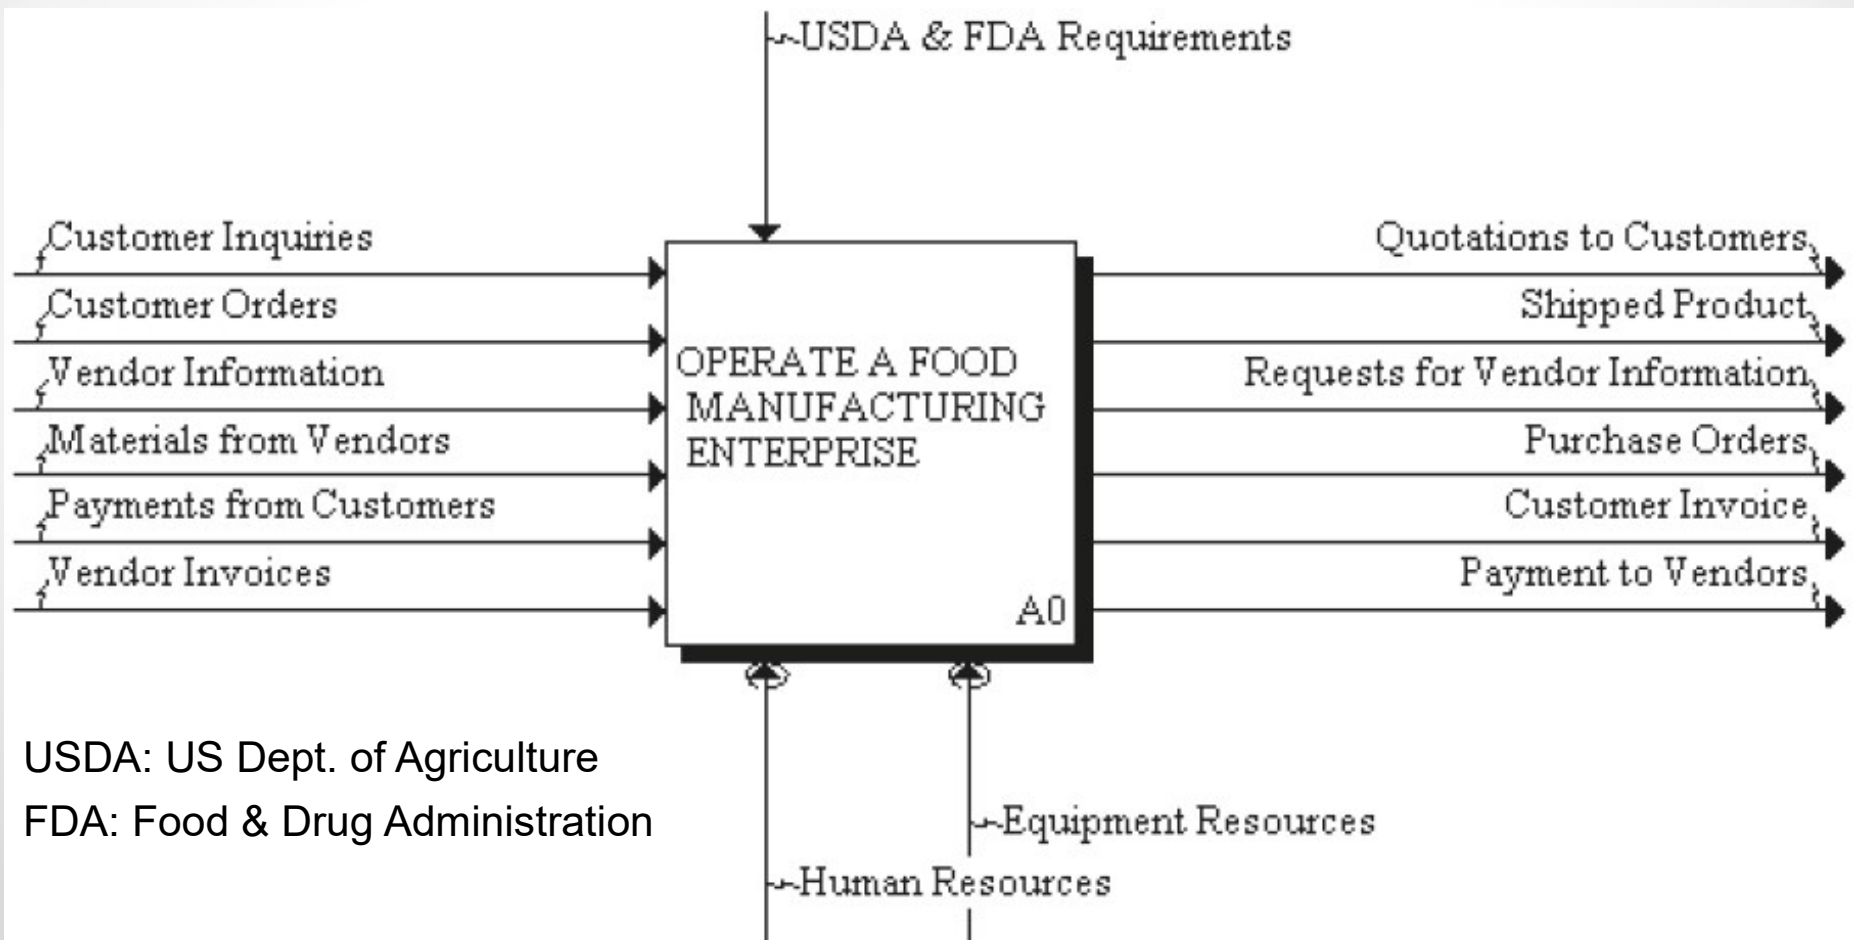 USDA & FDA Requirements
Customer Inquiries
Customer Orders
Vendor Information
Materials from Vendors
Payments from Customers
Vendor Invoices
OPERATE A FOOD
MANUFACTURING
ENTERPRISE
A0
Quotations to Customers
Shipped Product
Requests for Vendor Information
Purchase Orders
Customer Invoice
Payment to Vendors
USDA: US Dept. of Agriculture
FDA: Food & Drug Administration
Equipment Resources
Human Resources